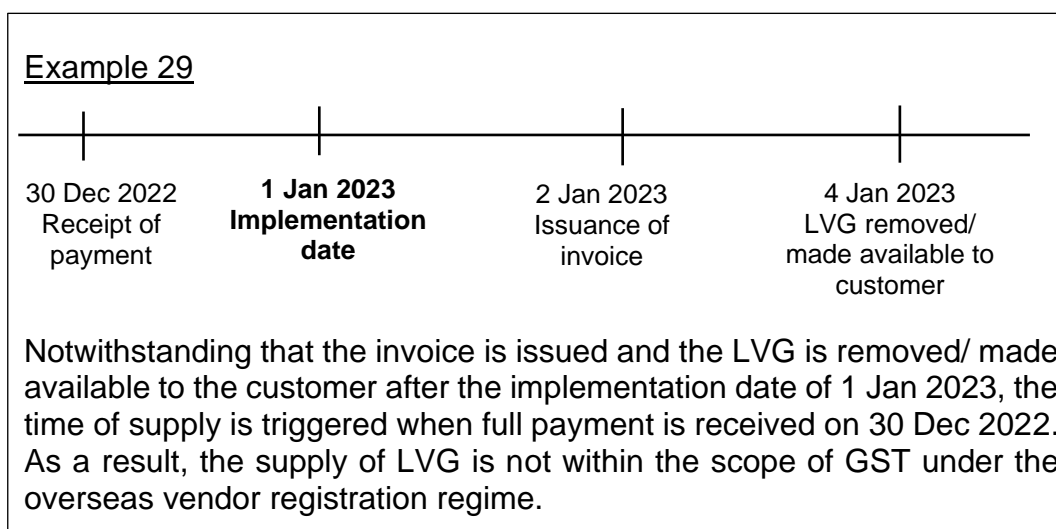 Example 29
30 Dec 2022
Receipt of
payment
1 Jan 2023
Implementation
date
2 Jan 2023
Issuance of
invoice
4 Jan 2023
LVG removed/
made available to
customer
Notwithstanding that the invoice is issued and the LVG is removed/ made
available to the customer after the implementation date of 1 Jan 2023, the
time of supply is triggered when full payment is received on 30 Dec 2022.
As a result, the supply of LVG is not within the scope of GST under the
overseas vendor registration regime.